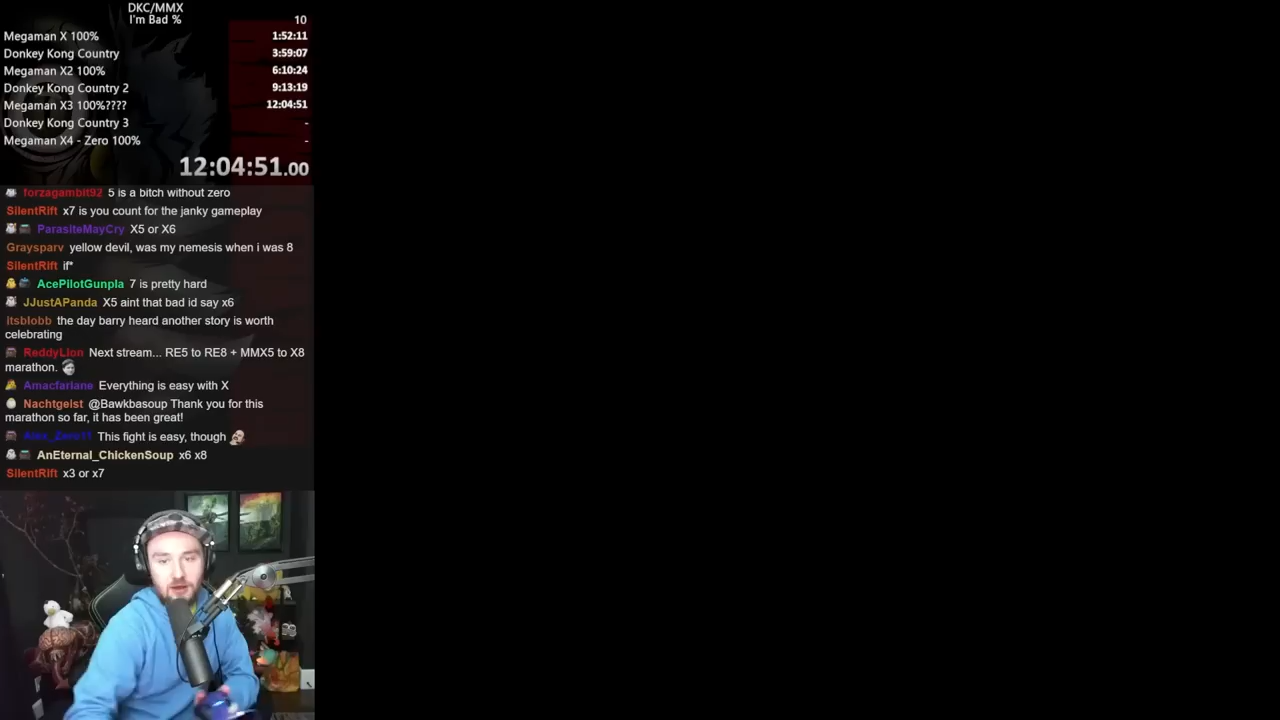 DKC/MMX
I'm Bad %
10
Megaman X 100% 1:52:11
Donkey Kong Country 3:59:07
Megaman X2 100% 6:10:24
Donkey Kong Country 2 9:13:19
Megaman X3 100%???? 12:04:51
Donkey Kong Country 3 -
Megaman X4 - Zero 100% -
12:04:51.00
forzagambit92 5 is a bitch without zero
SilentRift x7 is you count for the janky gameplay
ParasiteMayCry X5 or X6
Graysparv yellow devil, was my nemesis when i was 8
SilentRift if*
AcePilotGunpla 7 is pretty hard
JJustAPanda X5 aint that bad id say x6
Itsblobb the day barry heard another story is worth
celebrating
ReddyLion Next stream... RE5 to RE8 + MMX5 to X8
marathon.
Amacfarlane Everything is easy with X
Nachtgeist @Bawkbasoup Thank you for this
marathon so far, it has been great!
Alex_Zero11 This fight is easy, though
AnEternal_ChickenSoup x6 x8
SilentRift x3 or x7